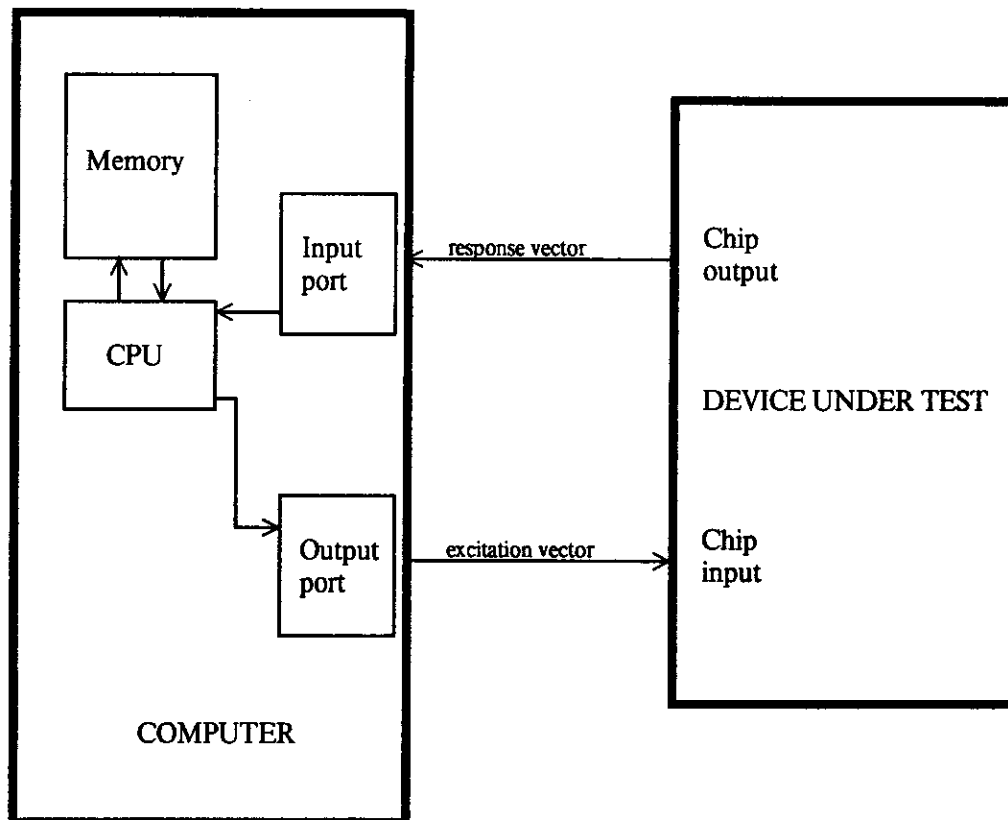 Memory
Input
port
response vector
Chip
output
CPU
DEVICE UNDER TEST
Output
port
excitation vector
Chip
input
COMPUTER